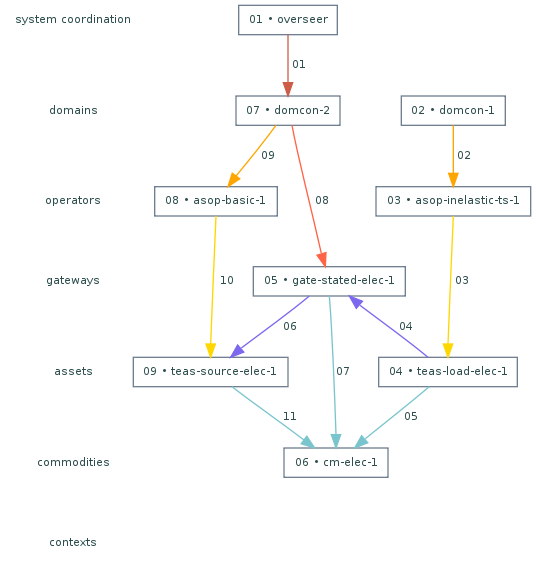 system coordination
01 • overseer
01
domains
07 • domcon-2
02 • domcon-1
09
02
operators
08 • asop-basic-1
08
03 • asop-inelastic-ts-1
gateways
10
05 • gate-stated-elec-1
03
06
04
assets
09 • teas-source-elec-1
07
04 • teas-load-elec-1
11
05
commodities
06 • cm-elec-1
contexts